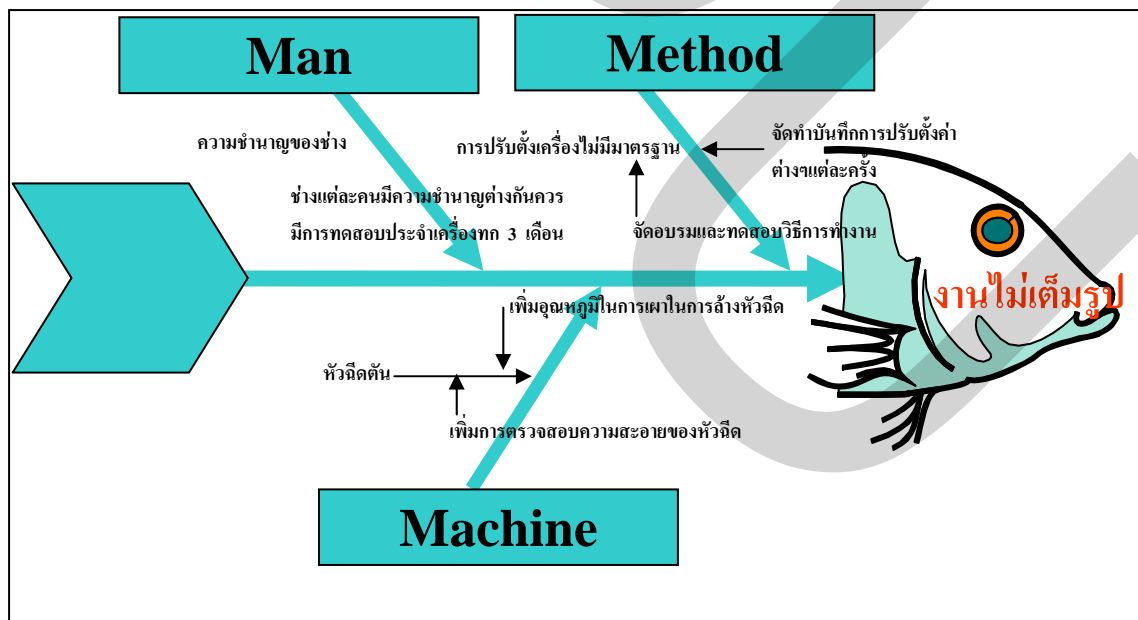 Man
Method
ความชำนาญของช่าง
การปรับตั้งเครื่องไม่มีมาตรฐาน
จัดทำบันทึกการปรับตั้งค่า
ต่างๆแต่ละครั้ง
ช่างแต่ละคนมีความชำนาญต่างกันควร
มีการทดสอบประจำเครื่องทก 3 เดือน
จัดอบรมและทดสอบวิธีการทำงาน
งานไม่เต็มรูป
เพิ่มอุณหภูมิในการเผาในการล้างหัวฉีด
หัวฉีดตัน
เพิ่มการตรวจสอบความสะอายของหัวฉีด
Machine